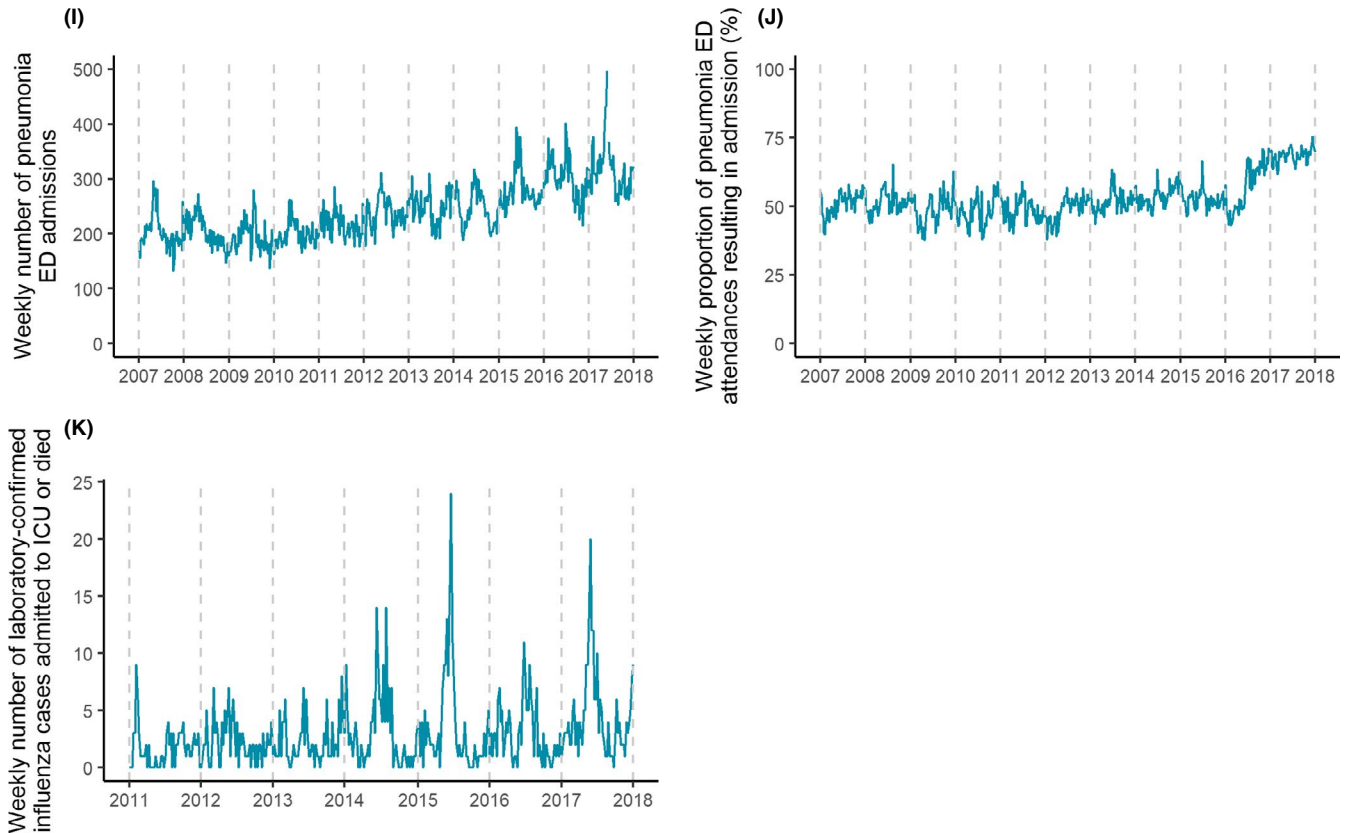 (I)
Weekly number of pneumonia
ED admissions
500
400
300
200
100
0
2007 2008 2009 2010 2011 2012 2013 2014 2015 2016 2017 2018
(J)
Weekly proportion of pneumonia ED
attendances resulting in admission (%)
100
75
50
25
0
2007 2008 2009 2010 2011 2012 2013 2014 2015 2016 2017 2018
(K)
Weekly number of laboratory-confirmed
influenza cases admitted to ICU or died
25
20
15
10
5
0
2011 2012 2013 2014 2015 2016 2017 2018